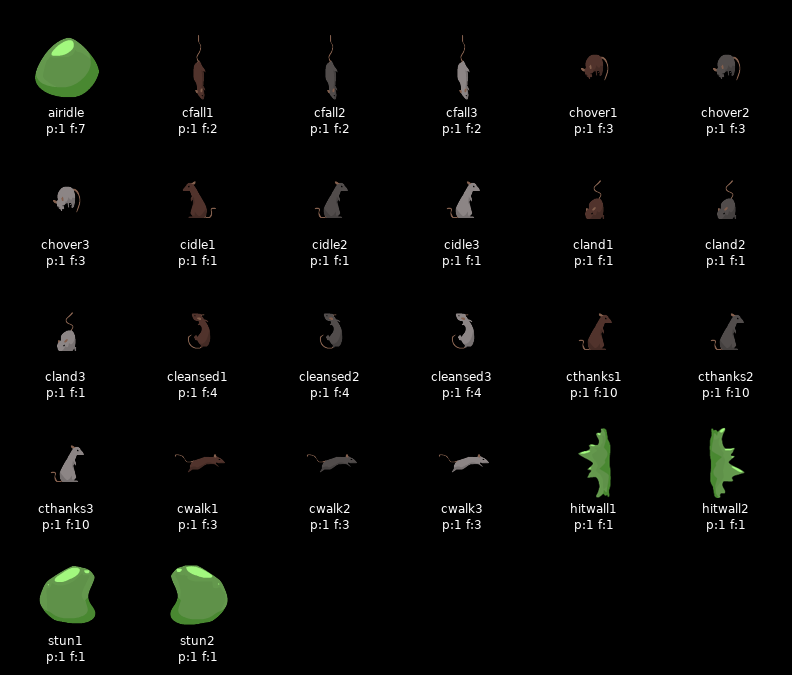 airidle cfall1 cfall2 cfall3 chover1 chover2
p:1 f:7 p:1 f:2 p:1 f:2 p:1 f:2 p:1 f:3 p:1 f:3
chover3 cidle1 cidle2 cidle3 cland1 cland2
p:1 f:3 p:1 f:1 p:1 f:1 p:1 f:1 p:1 f:1 p:1 f:1
cland3 cleansed1 cleansed2 cleansed3 cthanks1 cthanks2
p:1 f:1 p:1 f:4 p:1 f:4 p:1 f:4 p:1 f:10 p:1 f:10
cthanks3 cwalk1 cwalk2 cwalk3 hitwall1 hitwall2
p:1 f:10 p:1 f:3 p:1 f:3 p:1 f:3 p:1 f:1 p:1 f:1
stun1 stun2
p:1 f:1 p:1 f:1